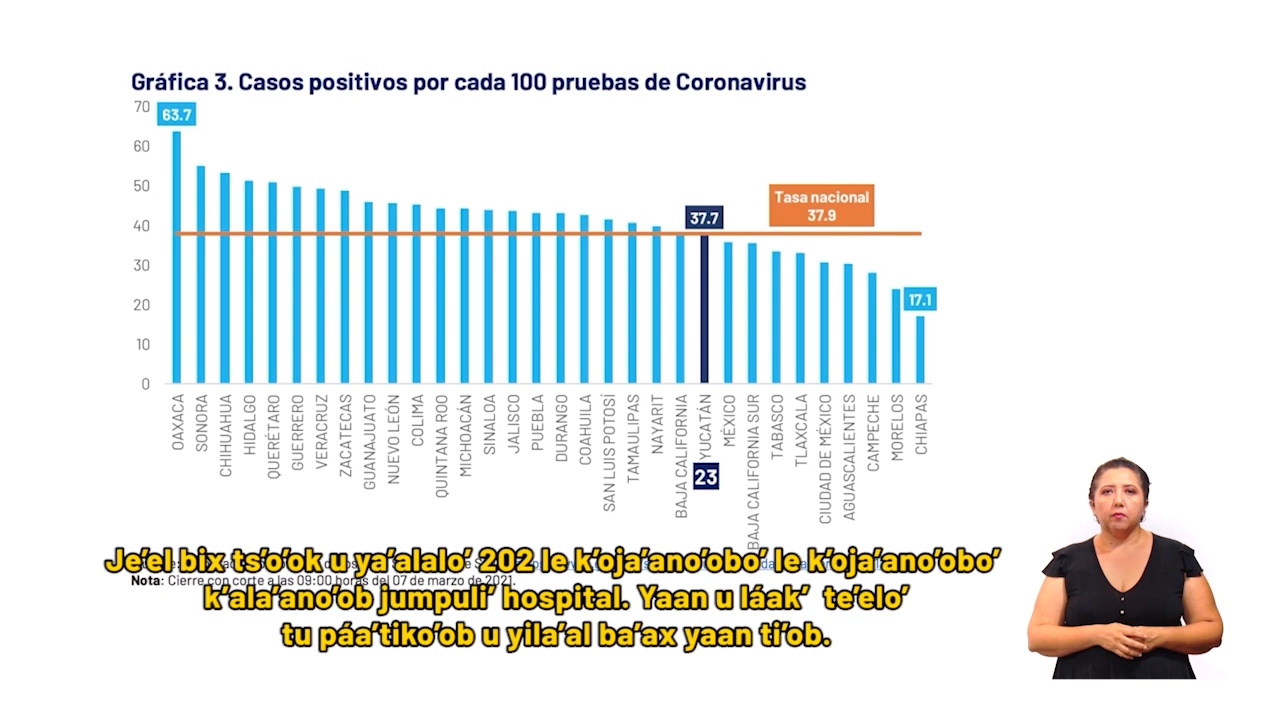 Gráfica 3. Casos positivos por cada 100 pruebas de Coronavirus
70
60
50
40
30
20
10
0
63.7
37.7
Tasa nacional
37.9
17.1
OAXACA
SONORA
CHIHUAHUA
HIDALGO
QUERÉTARO
GUERRERO
VERACRUZ
ZACATECAS
GUANAJUATO
NUEVO LEÓN
COLIMA
QUINTANA ROO
MICHOACÁN
SINALOA
JALISCO
PUEBLA
DURANGO
COAHUILA
SAN LUIS POTOSÍ
TAMAULIPAS
NAYARIT
BAJA CALIFORNIA
YUCATÁN
MÉXICO
BAJA CALIFORNIA SUR
TABASCO
TLAXCALA
CIUDAD DE MÉXICO
AGUASCALIENTES
CAMPECHE
MORELOS
CHIAPAS
23
Je'el bix ts'o'ok u ya'alalo' 202 le k'oja'ano'obo' le k'oja'ano'obo'
Nota: Cierre con corte a las 09:00 horas del 07 de marzo de 2021.
k'ala'ano'ob jumpuli' hospital. Yaan u láak' te'elo'
tu páa'tiko'ob u yila'al ba'ax yaan ti'ob.